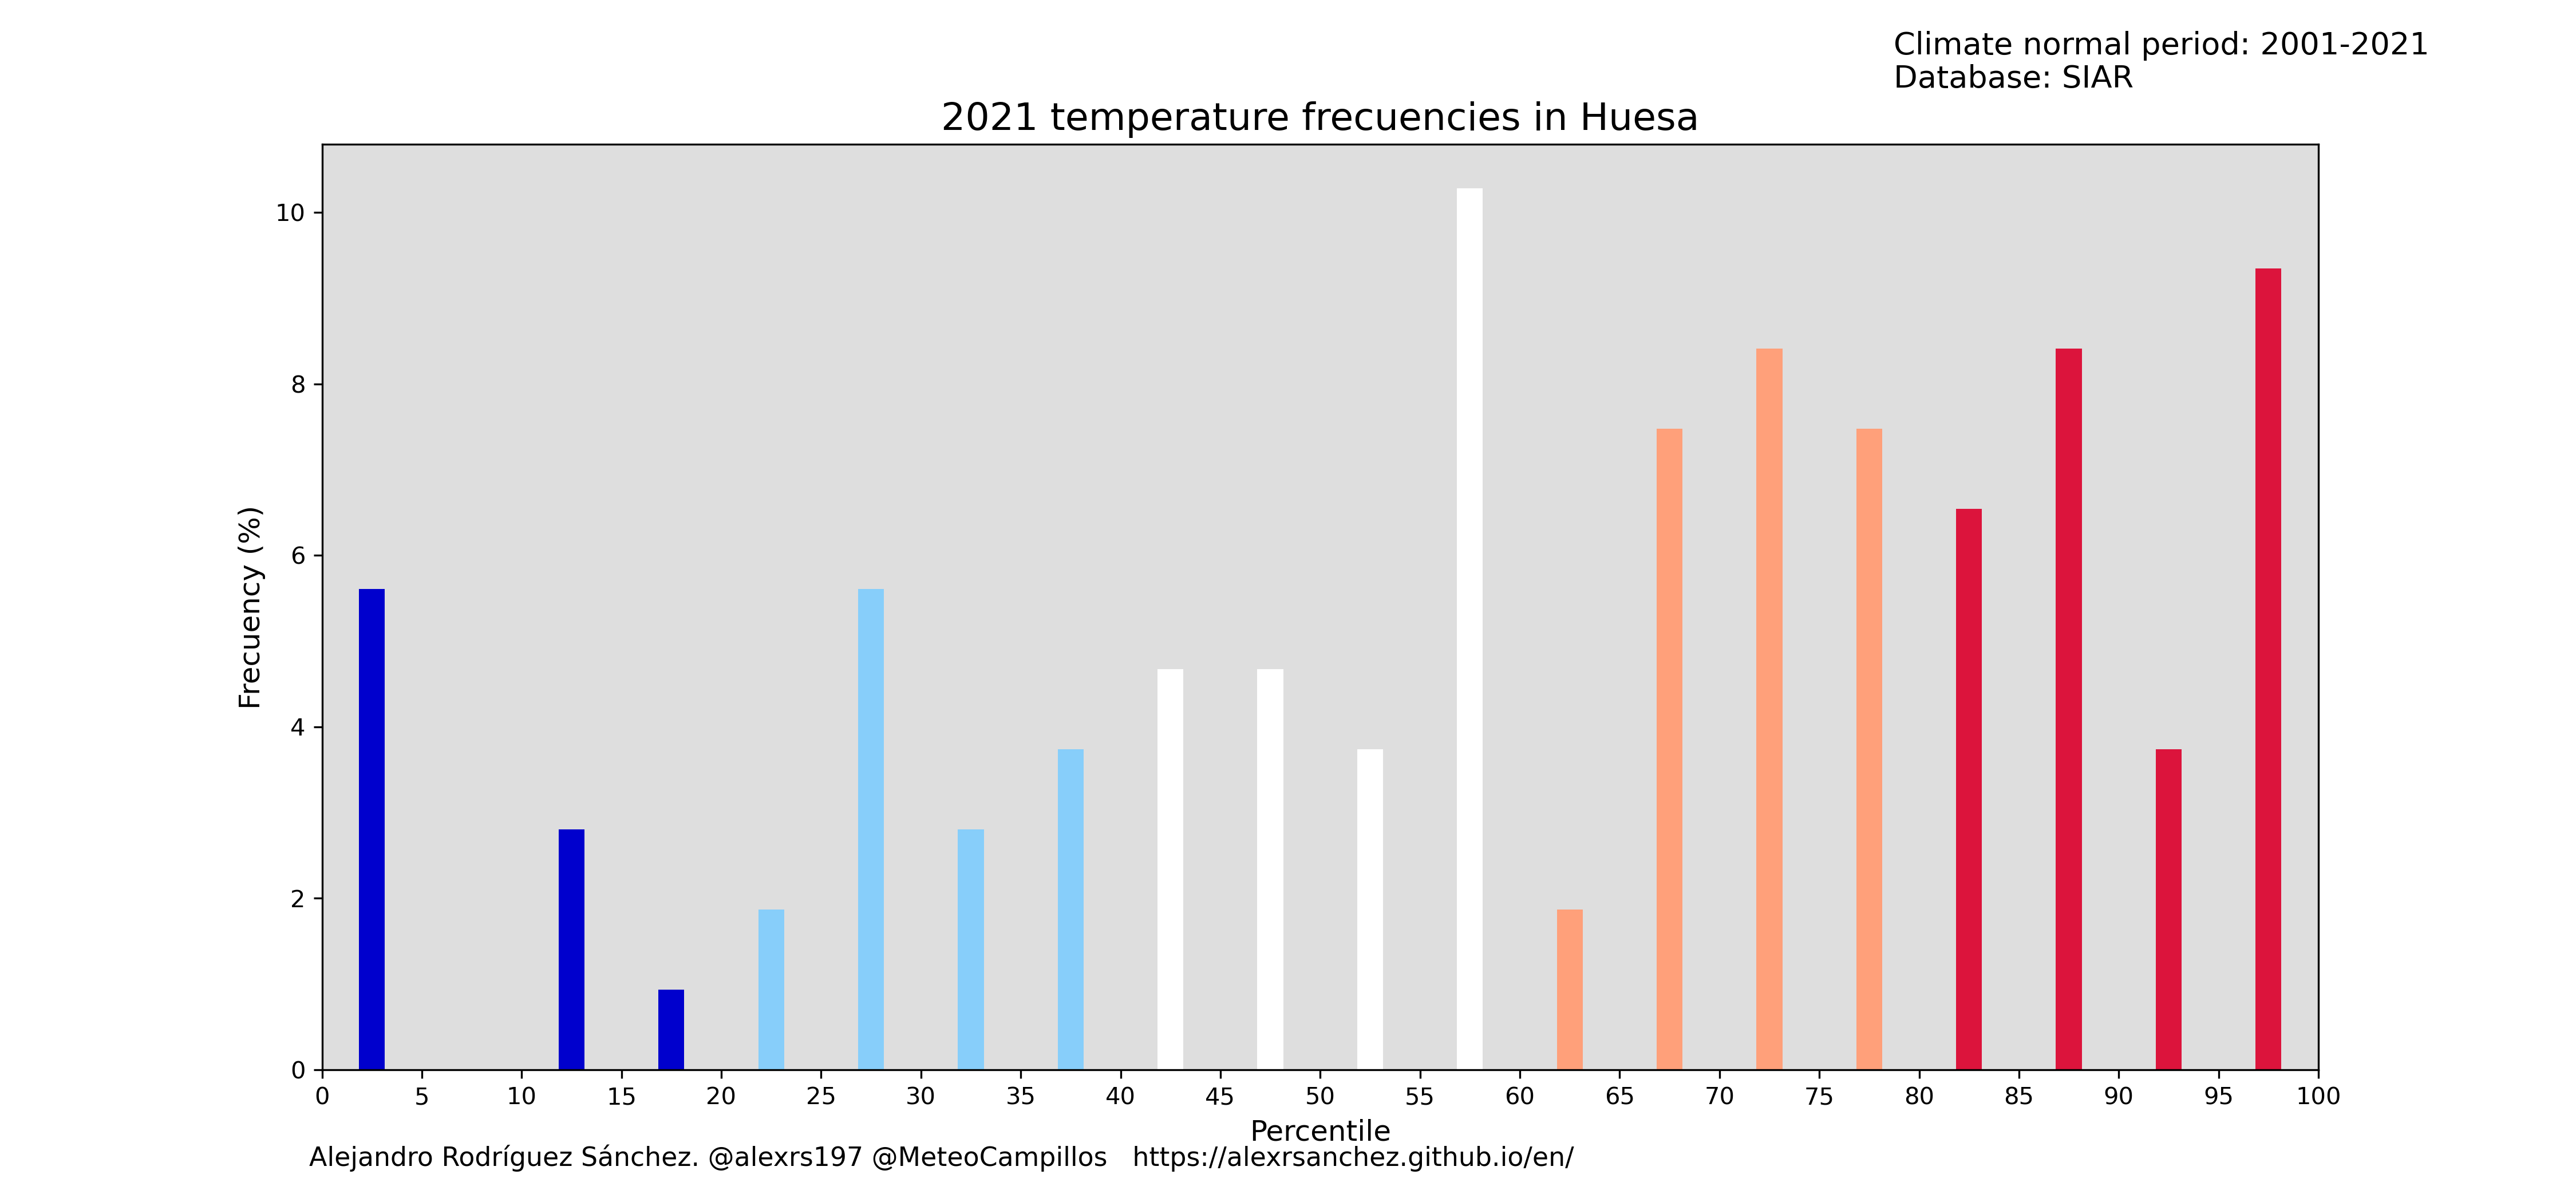 Climate normal period: 2001-2021
Database: SIAR
2021 temperature frecuencies in Huesa
Frecuency (%)
10
8
6
4
2
0
0 5 10 15 20 25 30 35 40 45 50 55 60 65 70 75 80 85 90 95 100
Percentile
Alejandro Rodríguez Sánchez. @alexrs197 @MeteoCampillos https://alexrsanchez.github.io/en/